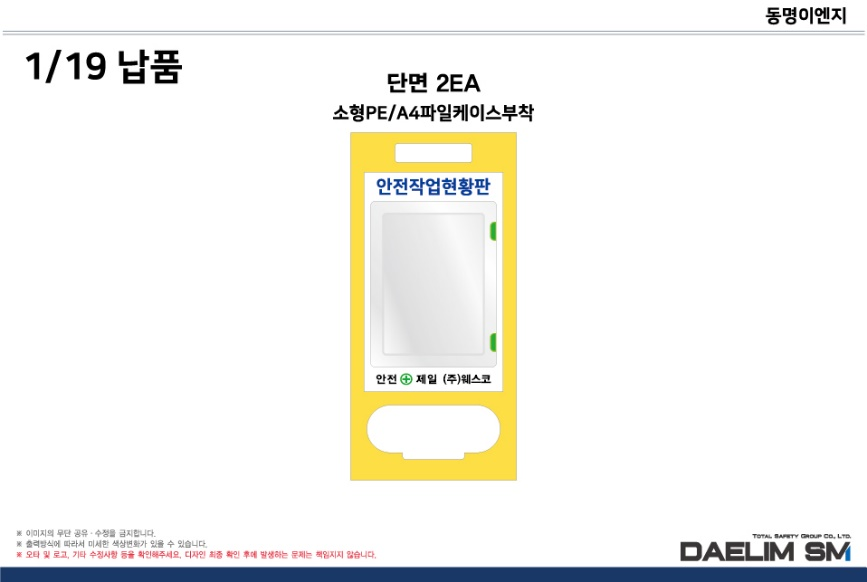 동명이엔지
1/19 납품
단면 2EA
소형PE/A4파일케이스부착
안전작업현황판
안전 제일 (주)웨스코
※ 이미지의 무단 공유 · 수정을 금지합니다.
※ 출력방식에 따라서 미세한 색상변화가 있을 수 있습니다.
※ 오타 및 로고, 기타 수정사항 등을 확인해주세요. 디자인 최종 확인 후에 발생하는 문제는 책임지지 않습니다.
TOTAL SAFETY GROUP CO., LTD.
DAELIM SM